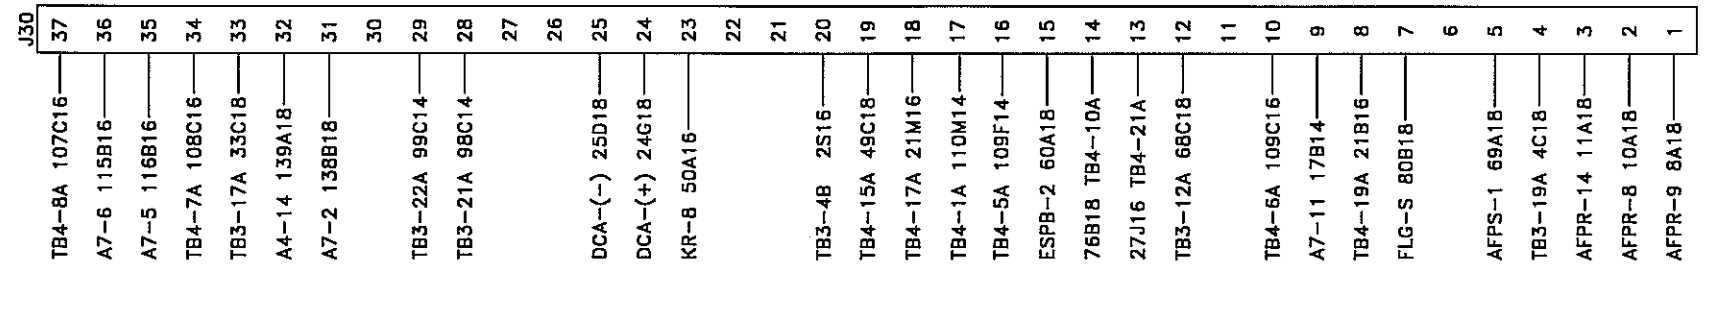 J30
37 TB4-8A 107C16
36 A7-6 115B16
35 A7-5 116B16
34 TB4-7A 108C16
33 TB3-17A 33C18
32 A4-14 139A18
31 A7-2 138B18
30
29 TB3-22A 99C14
28 TB3-21A 98C14
27
26
25 DCA-(-) 25D18
24 DCA-(+) 24G18
23 KR-8 50A16
22
21
20 TB3-4B 2S16
19 TB4-15A 49C18
18 TB4-17A 21M16
17 TB4-1A 110M14
16 TB4-5A 109F14
15 ESPB-2 60A18
14 76B18 TB4-10A
13 27J16 TB4-21A
12 TB3-12A 68C18
11
10 TB4-6A 109C16
9 A7-11 17B14
8 TB4-19A 21B16
7 FLG-S 80B18
6
5 AFPS-1 69A18
4 TB3-19A 4C18
3 AFPR-14 11A18
2 AFPR-8 10A18
1 AFPR-9 8A18